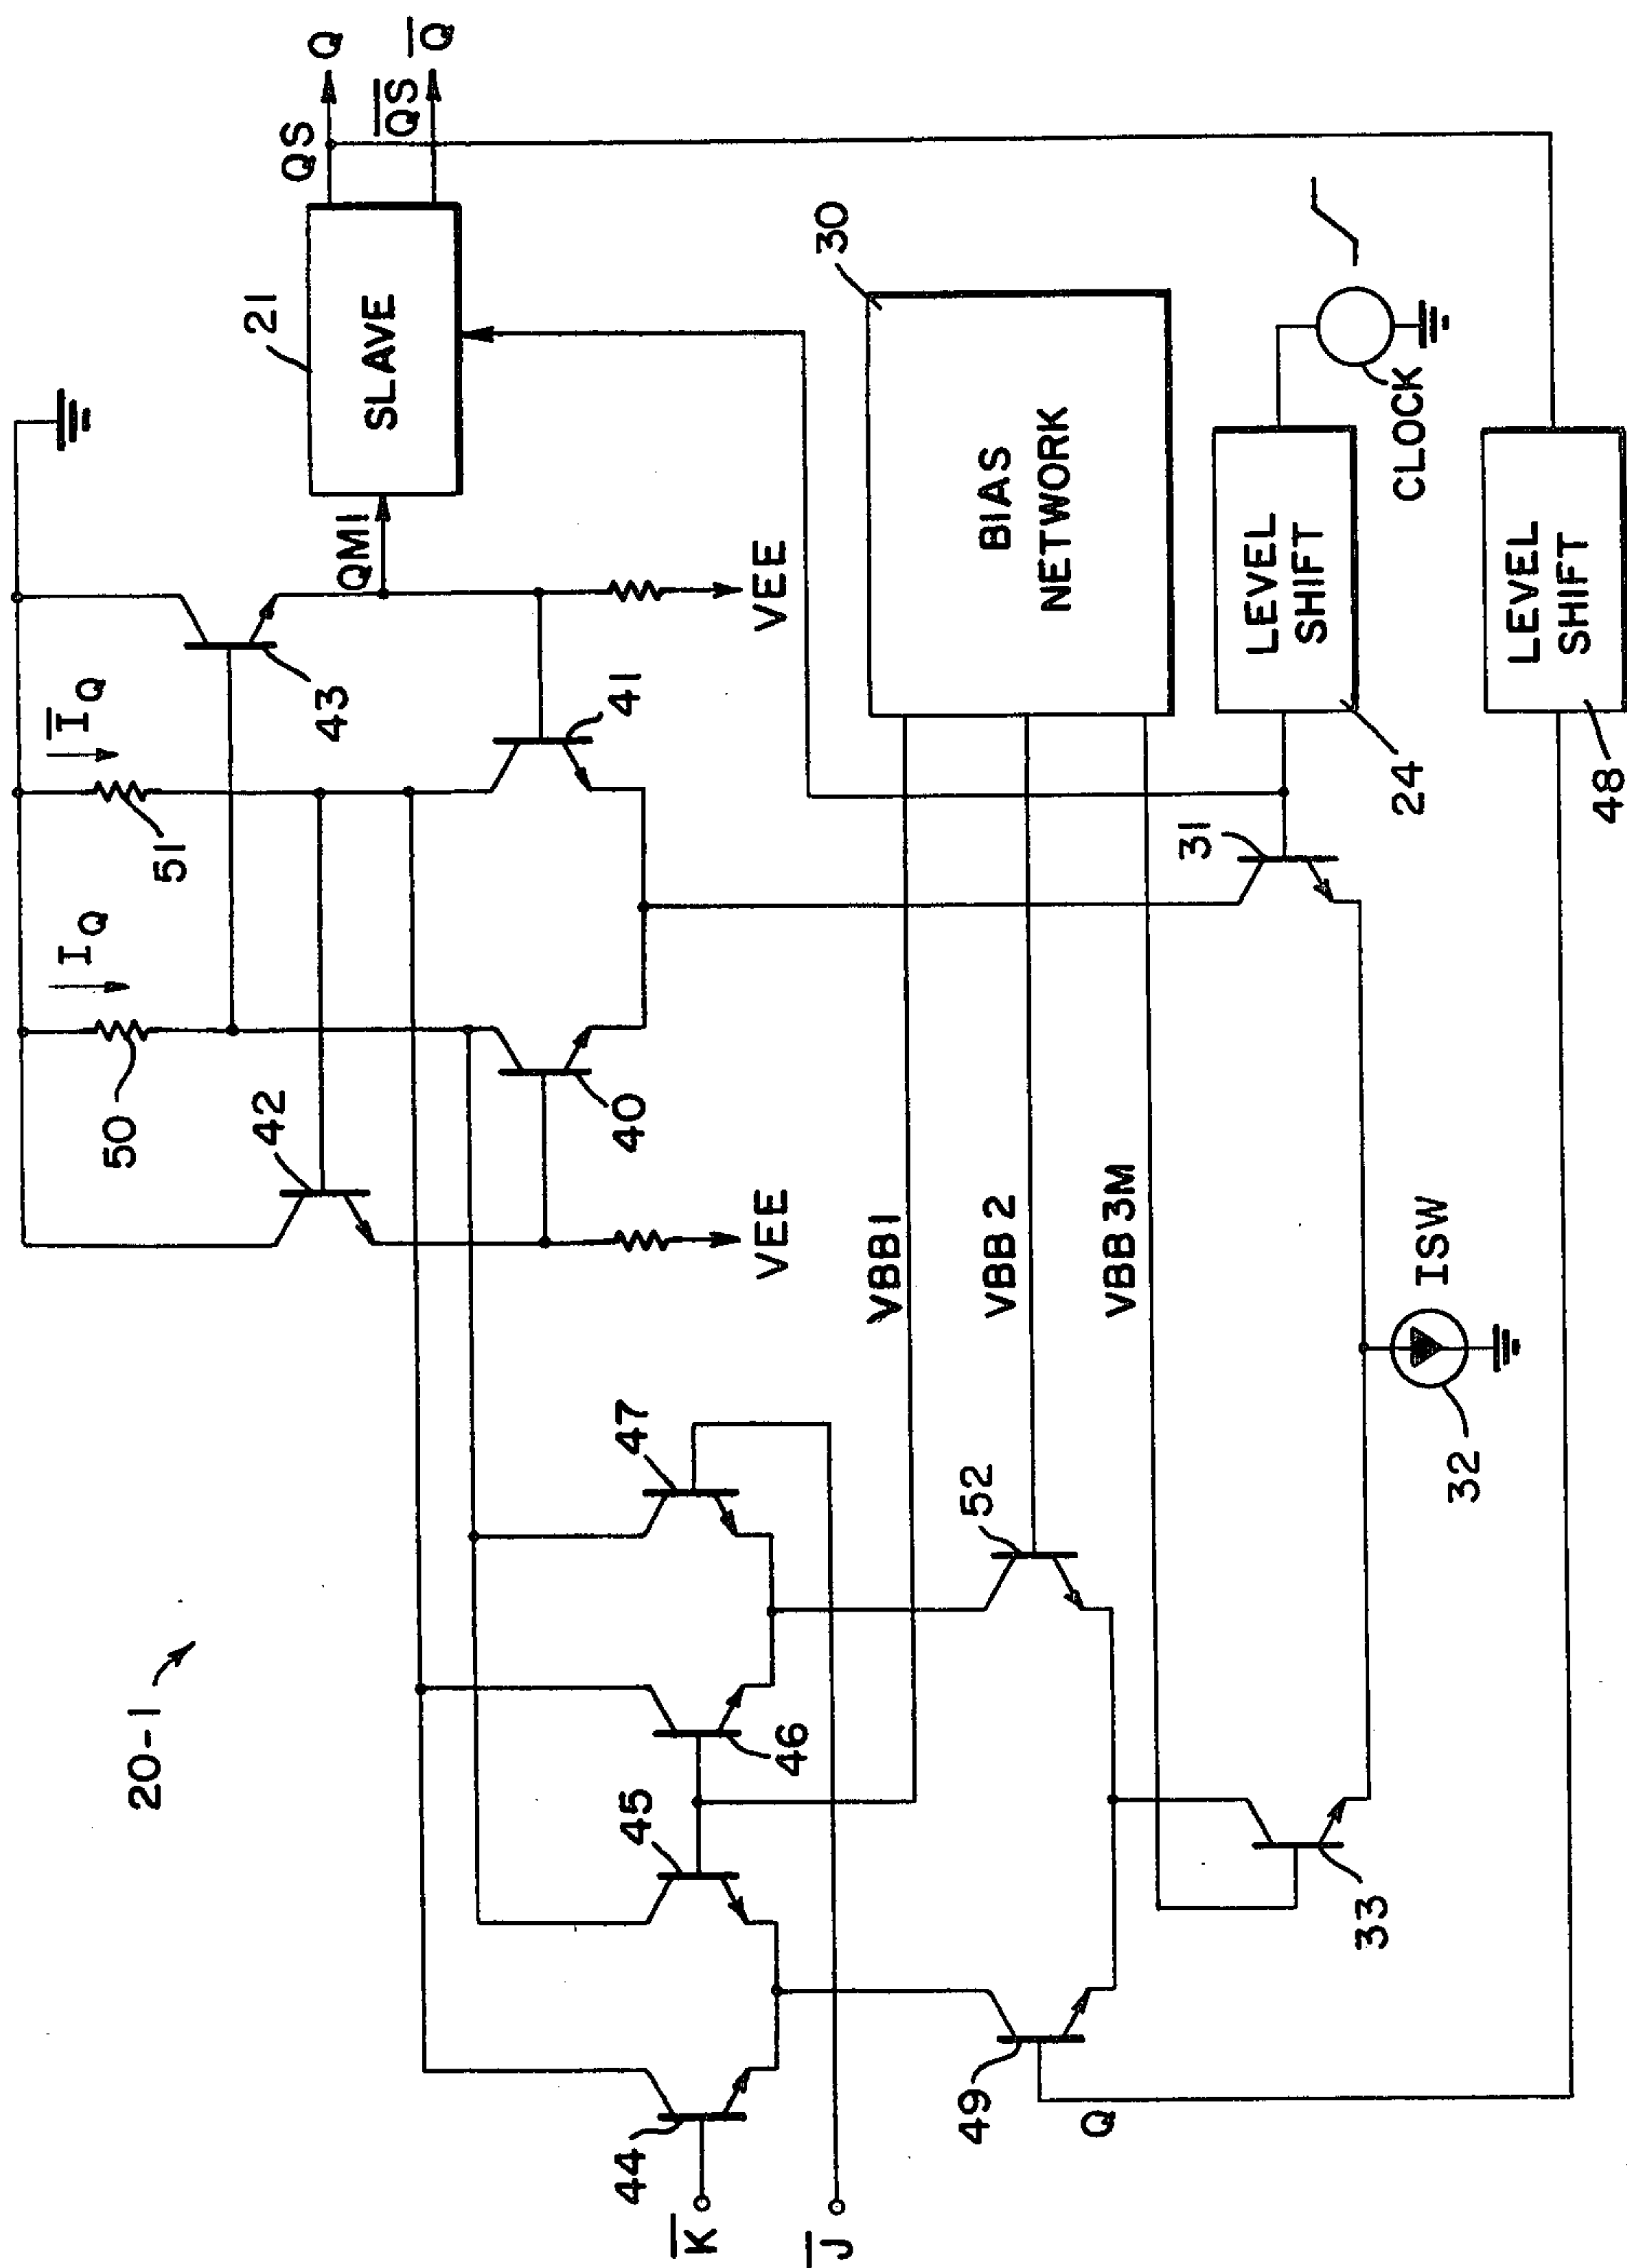 20-1
50
I_Q
51
I̅_Q
42
43
QM1
21
SLAVE
QS
Q
Q̅S̅
Q̅
40
41
VEE
VEE
44
45
46
47
K̅
J̅
VBB1
VBB2
VBB3M
30
BIAS
NETWORK
49
52
Q
33
31
32
ISW
24
LEVEL
SHIFT
CLOCK
48
LEVEL
SHIFT